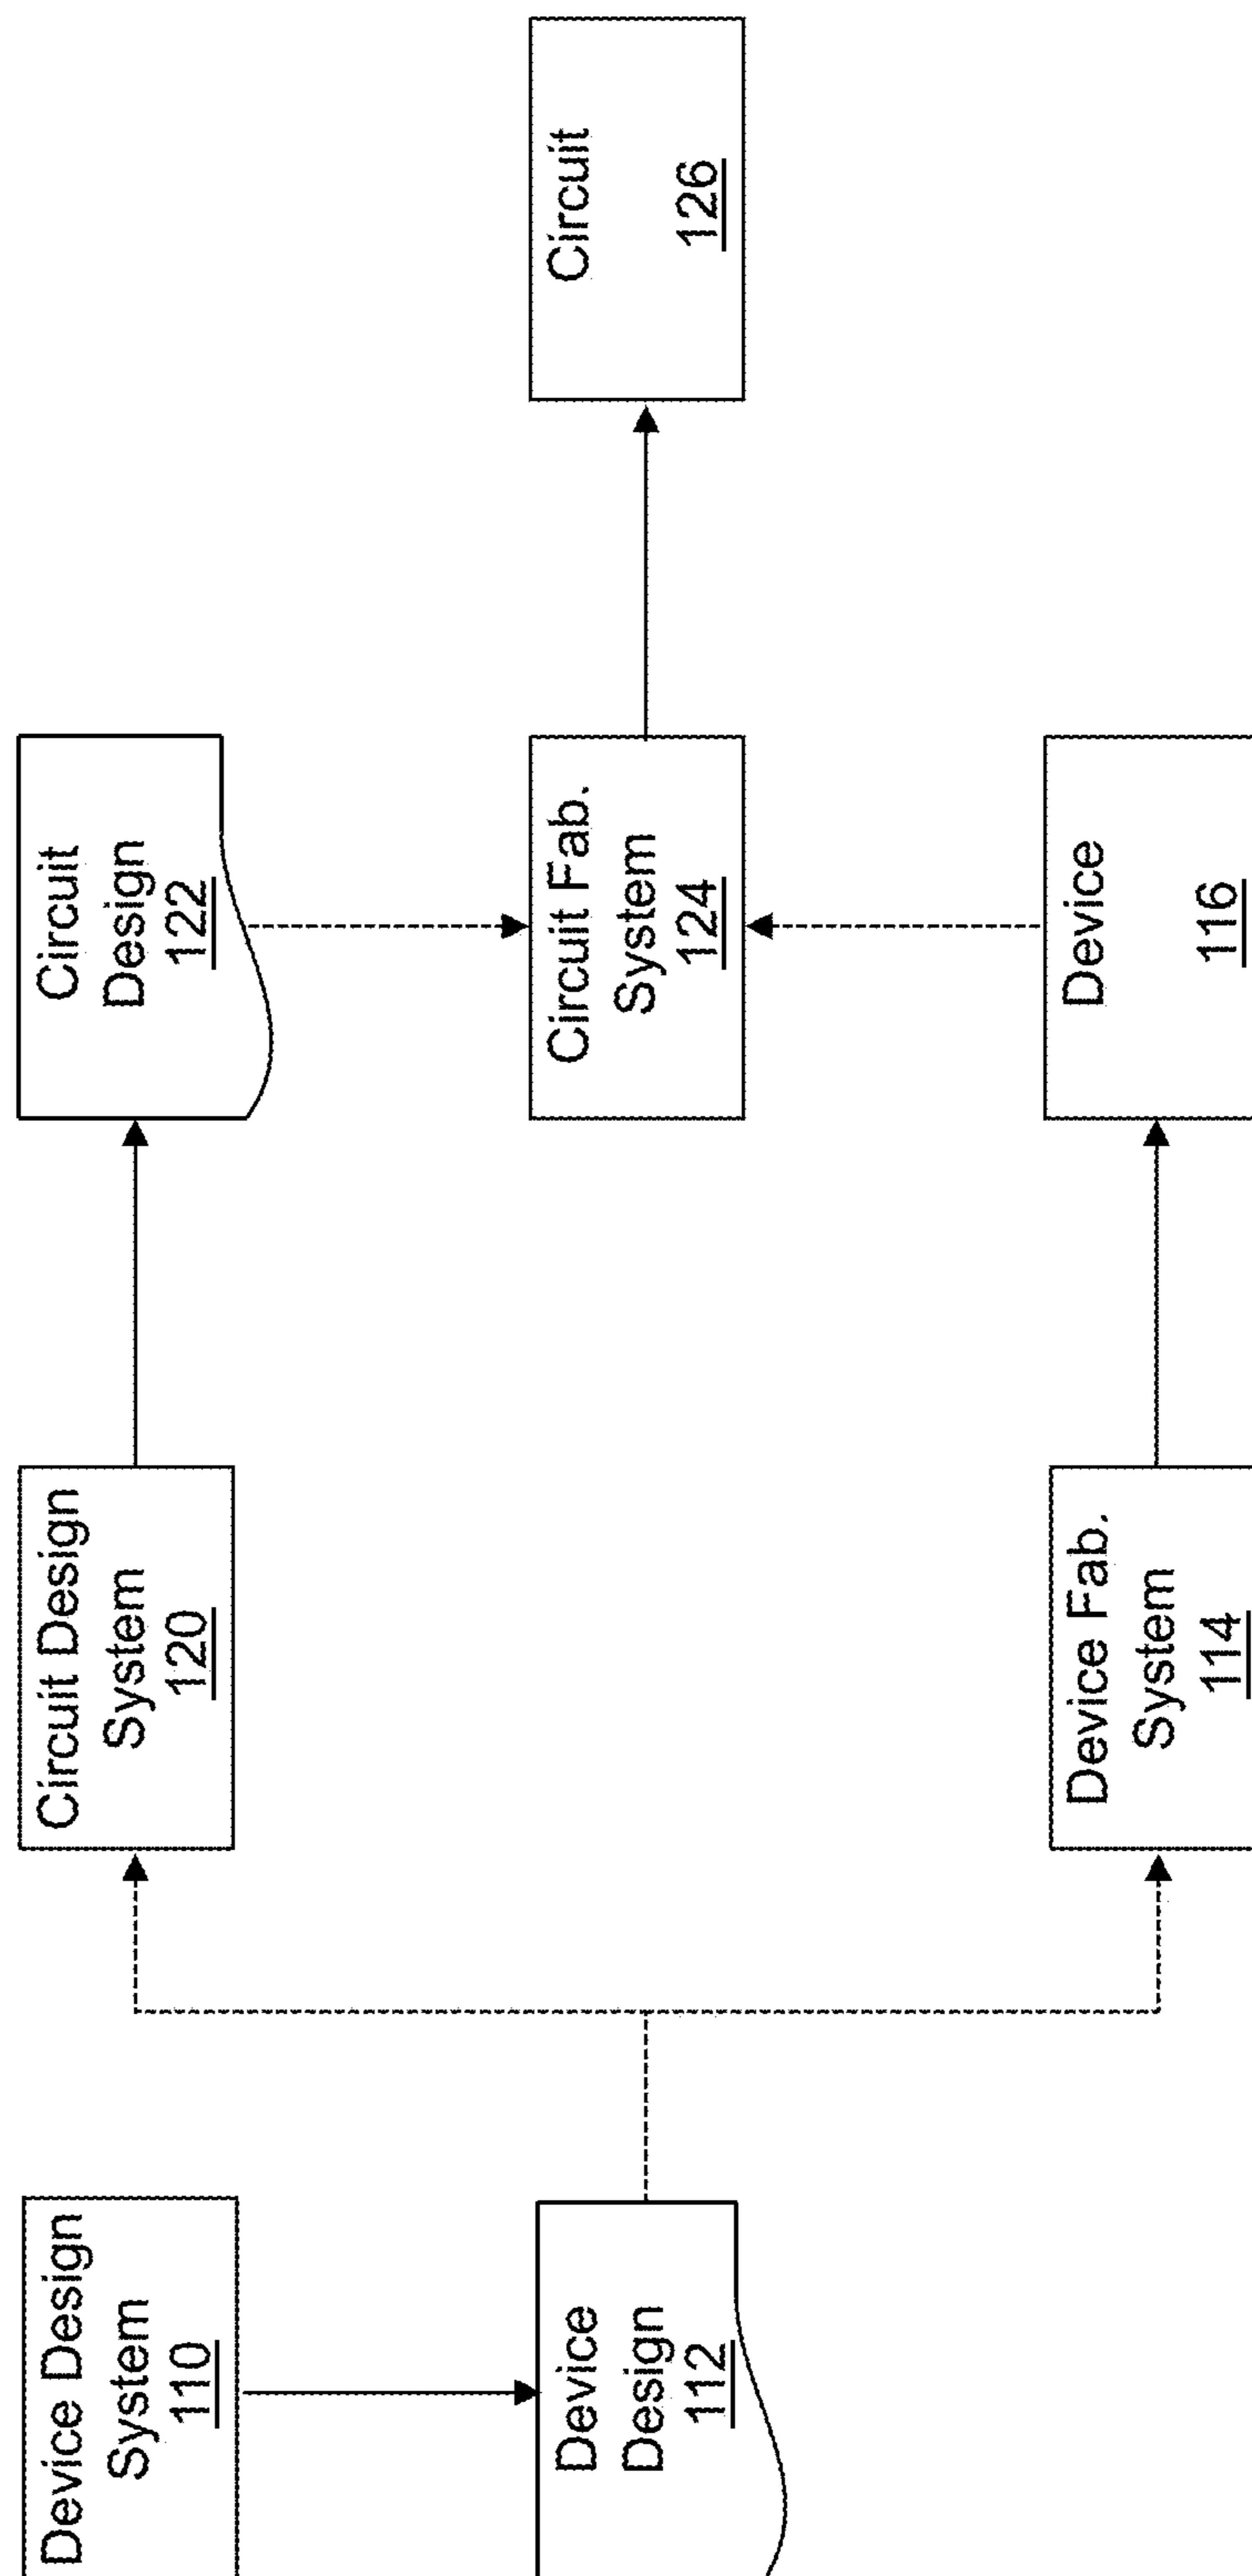 Device Design
System
110
Device
Design
112
Circuit Design
System
120
Device Fab.
System
114
Circuit
Design
122
Circuit Fab.
System
124
Device
116
Circuit
126